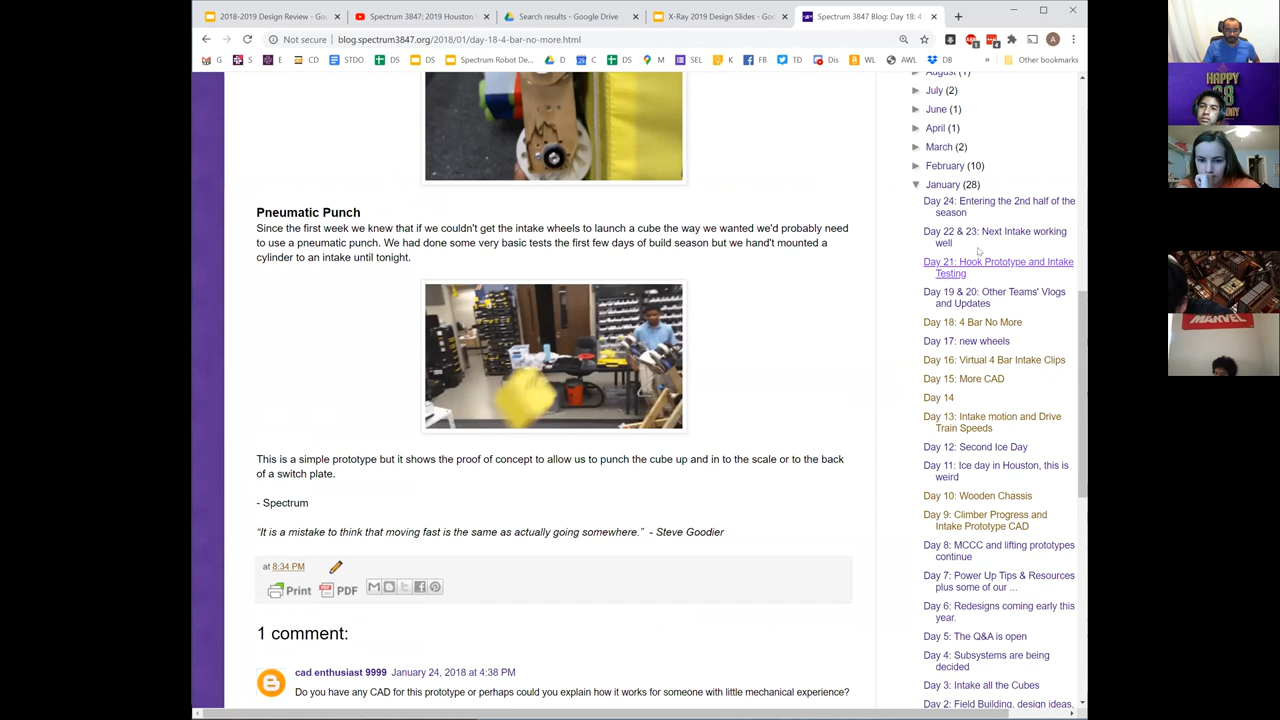 2018-2019 Design Review - G
Spectrum 3847: 2019 Houston
Search results - Google Drive
X-Ray 2019 Design Slides - Goo
Spectrum 3847 Blog: Day 18: 4
Not secure
blog.spectrum3847.org/2018/01/day-18-4-bar-no-more.html
A
G
S
E
CD
STDO
DS
DS
Spectrum Robot De...
D
C
DS
M
SEL
K
FB
TD
Dis
WL
AWL
DB
»
Other bookmarks
Pneumatic Punch
Since the first week we knew that if we couldn't get the intake wheels to launch a cube the way we wanted we'd probably need
to use a pneumatic punch. We had done some very basic tests the first few days of build season but we hand't mounted a
cylinder to an intake until tonight.
This is a simple prototype but it shows the proof of concept to allow us to punch the cube up and in to the scale or to the back
of a switch plate.
- Spectrum
“It is a mistake to think that moving fast is the same as actually going somewhere.” - Steve Goodier
at 8:34 PM
Print PDF
1 comment:
cad enthusiast 9999 January 24, 2018 at 4:38 PM
Do you have any CAD for this prototype or perhaps could you explain how it works for someone with little mechanical experience?
August (1)
July (2)
June (1)
April (1)
March (2)
February (10)
January (28)
Day 24: Entering the 2nd half of the
season
Day 22 & 23: Next Intake working
well
Day 21: Hook Prototype and Intake
Testing
Day 19 & 20: Other Teams' Vlogs
and Updates
Day 18: 4 Bar No More
Day 17: new wheels
Day 16: Virtual 4 Bar Intake Clips
Day 15: More CAD
Day 14
Day 13: Intake motion and Drive
Train Speeds
Day 12: Second Ice Day
Day 11: Ice day in Houston, this is
weird
Day 10: Wooden Chassis
Day 9: Climber Progress and
Intake Prototype CAD
Day 8: MCCC and lifting prototypes
continue
Day 7: Power Up Tips & Resources
plus some of our ...
Day 6: Redesigns coming early this
year.
Day 5: The Q&A is open
Day 4: Subsystems are being
decided
Day 3: Intake all the Cubes
Day 2: Field Building, design ideas,
HAPPY
MARVEL